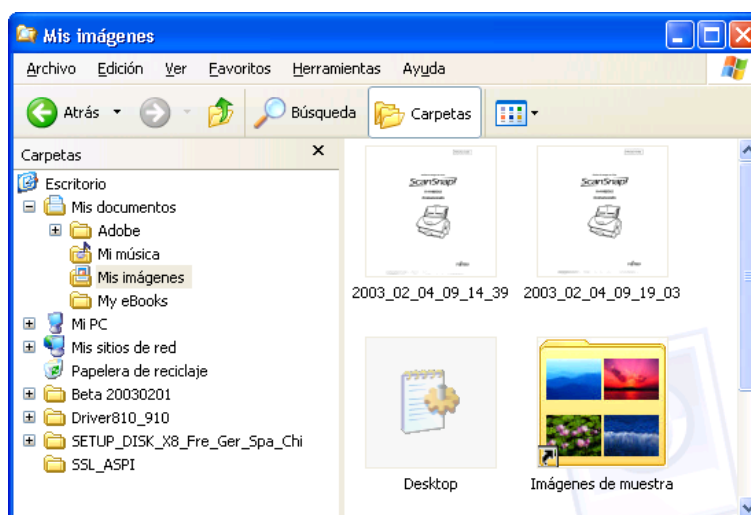 Mis imágenes
Archivo Edición Ver Favoritos Herramientas Ayuda
Atrás Búsqueda Carpetas
Carpetas
Escritorio
Mis documentos
Adobe
Mi música
Mis imágenes
My eBooks
Mi PC
Mis sitios de red
Papelera de reciclaje
Beta 20030201
Driver810_910
SETUP_DISK_X8_Fre_Ger_Spa_Chi
SSL_ASPI
ScanSnap! ScanSnap!
2003_02_04_09_14_39 2003_02_04_09_19_03
Desktop Imágenes de muestra